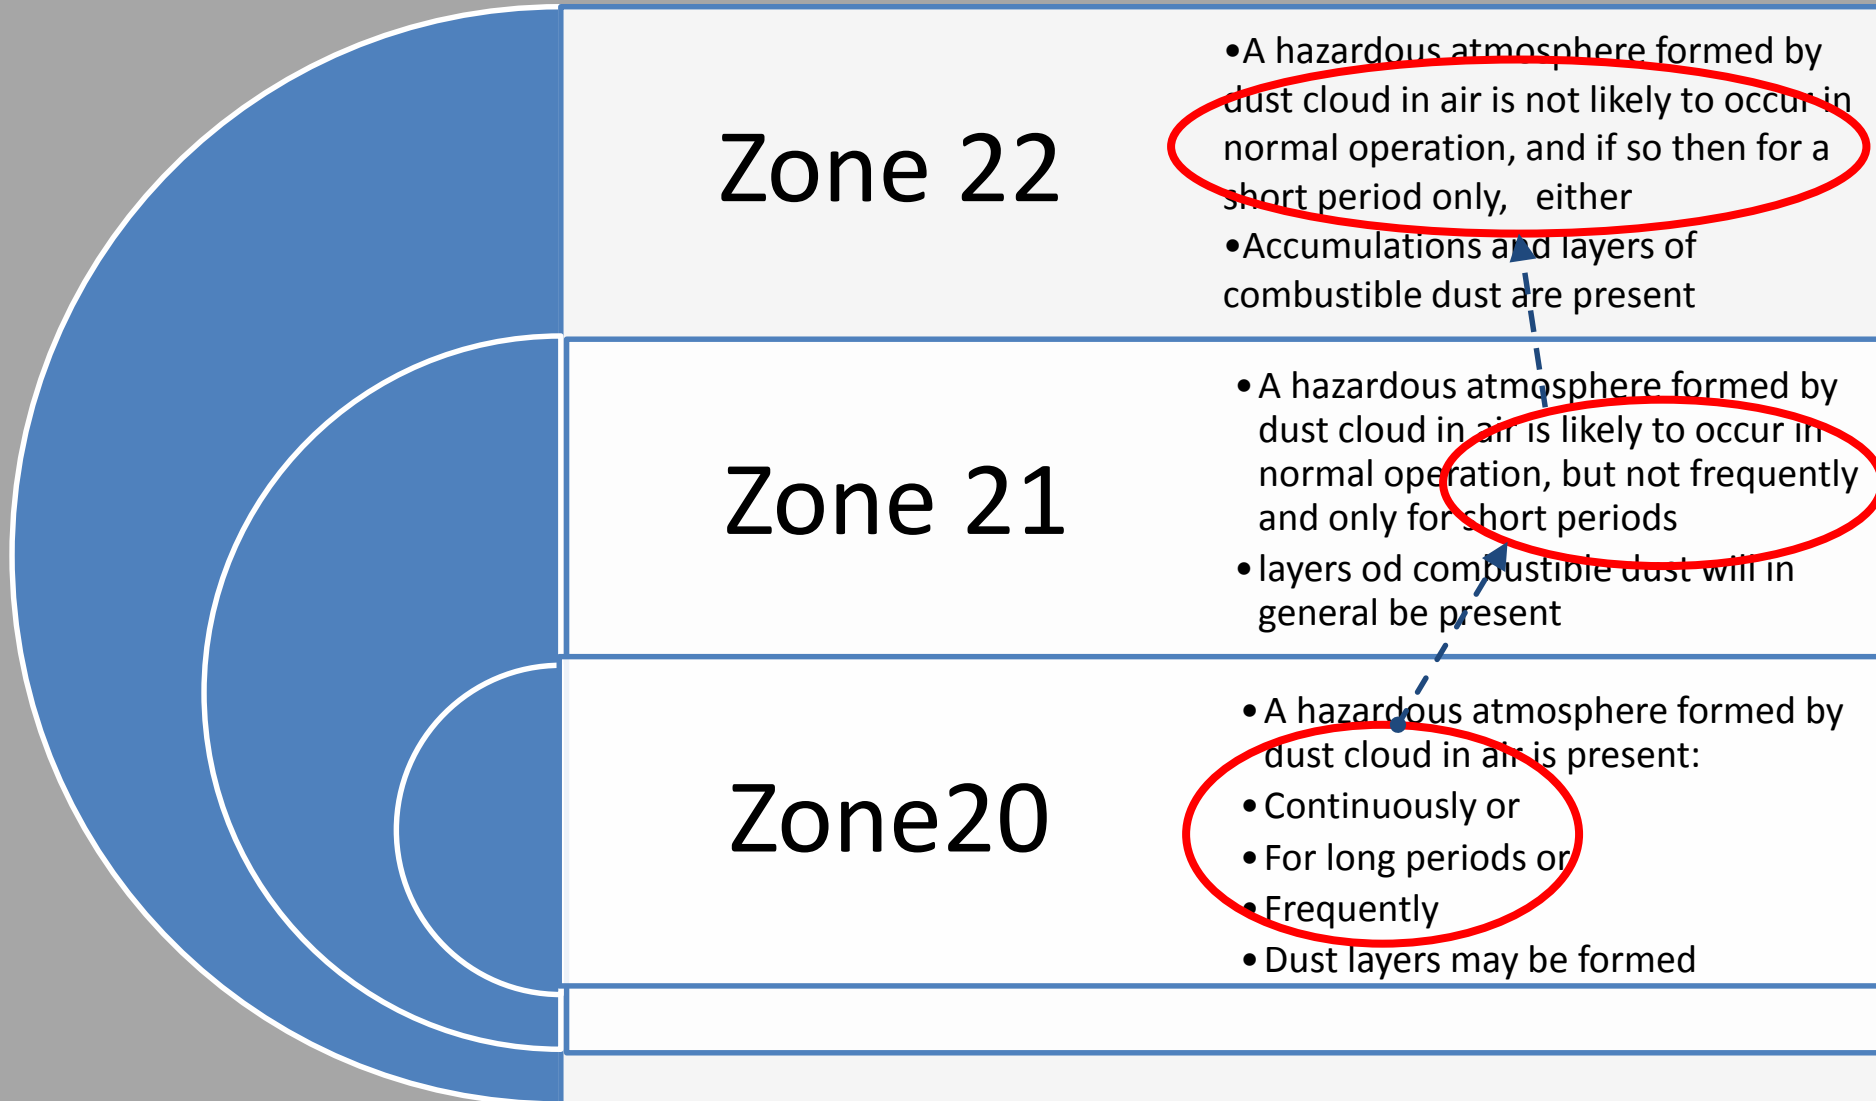 Zone 22
•A hazardous atmosphere formed by
dust cloud in air is not likely to occur in
normal operation, and if so then for a
short period only,   either
•Accumulations and layers of
combustible dust are present
Zone 21
•A hazardous atmosphere formed by
dust cloud in air is likely to occur in
normal operation, but not frequently
and only for short periods
•layers od combustible dust will in
general be present
Zone20
•A hazardous atmosphere formed by
dust cloud in air is present:
•Continuously or
•For long periods or
•Frequently
•Dust layers may be formed